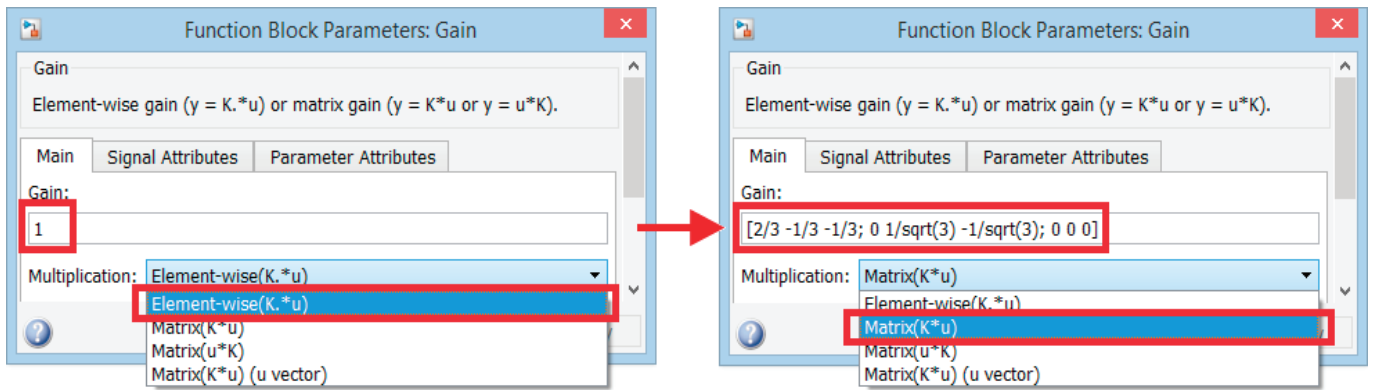 Function Block Parameters: Gain
Gain
Element-wise gain (y = K.*u) or matrix gain (y = K*u or y = u*K).
Main Signal Attributes Parameter Attributes
Gain:
1
Multiplication: Element-wise(K.*u)
Element-wise(K.*u)
Matrix(K*u)
Matrix(u*K)
Matrix(K*u) (u vector)
Function Block Parameters: Gain
Gain
Element-wise gain (y = K.*u) or matrix gain (y = K*u or y = u*K).
Main Signal Attributes Parameter Attributes
Gain:
[2/3 -1/3 -1/3; 0 1/sqrt(3) -1/sqrt(3); 0 0 0]
Multiplication: Matrix(K*u)
Element-wise(K.*u)
Matrix(K*u)
Matrix(u*K)
Matrix(K*u) (u vector)